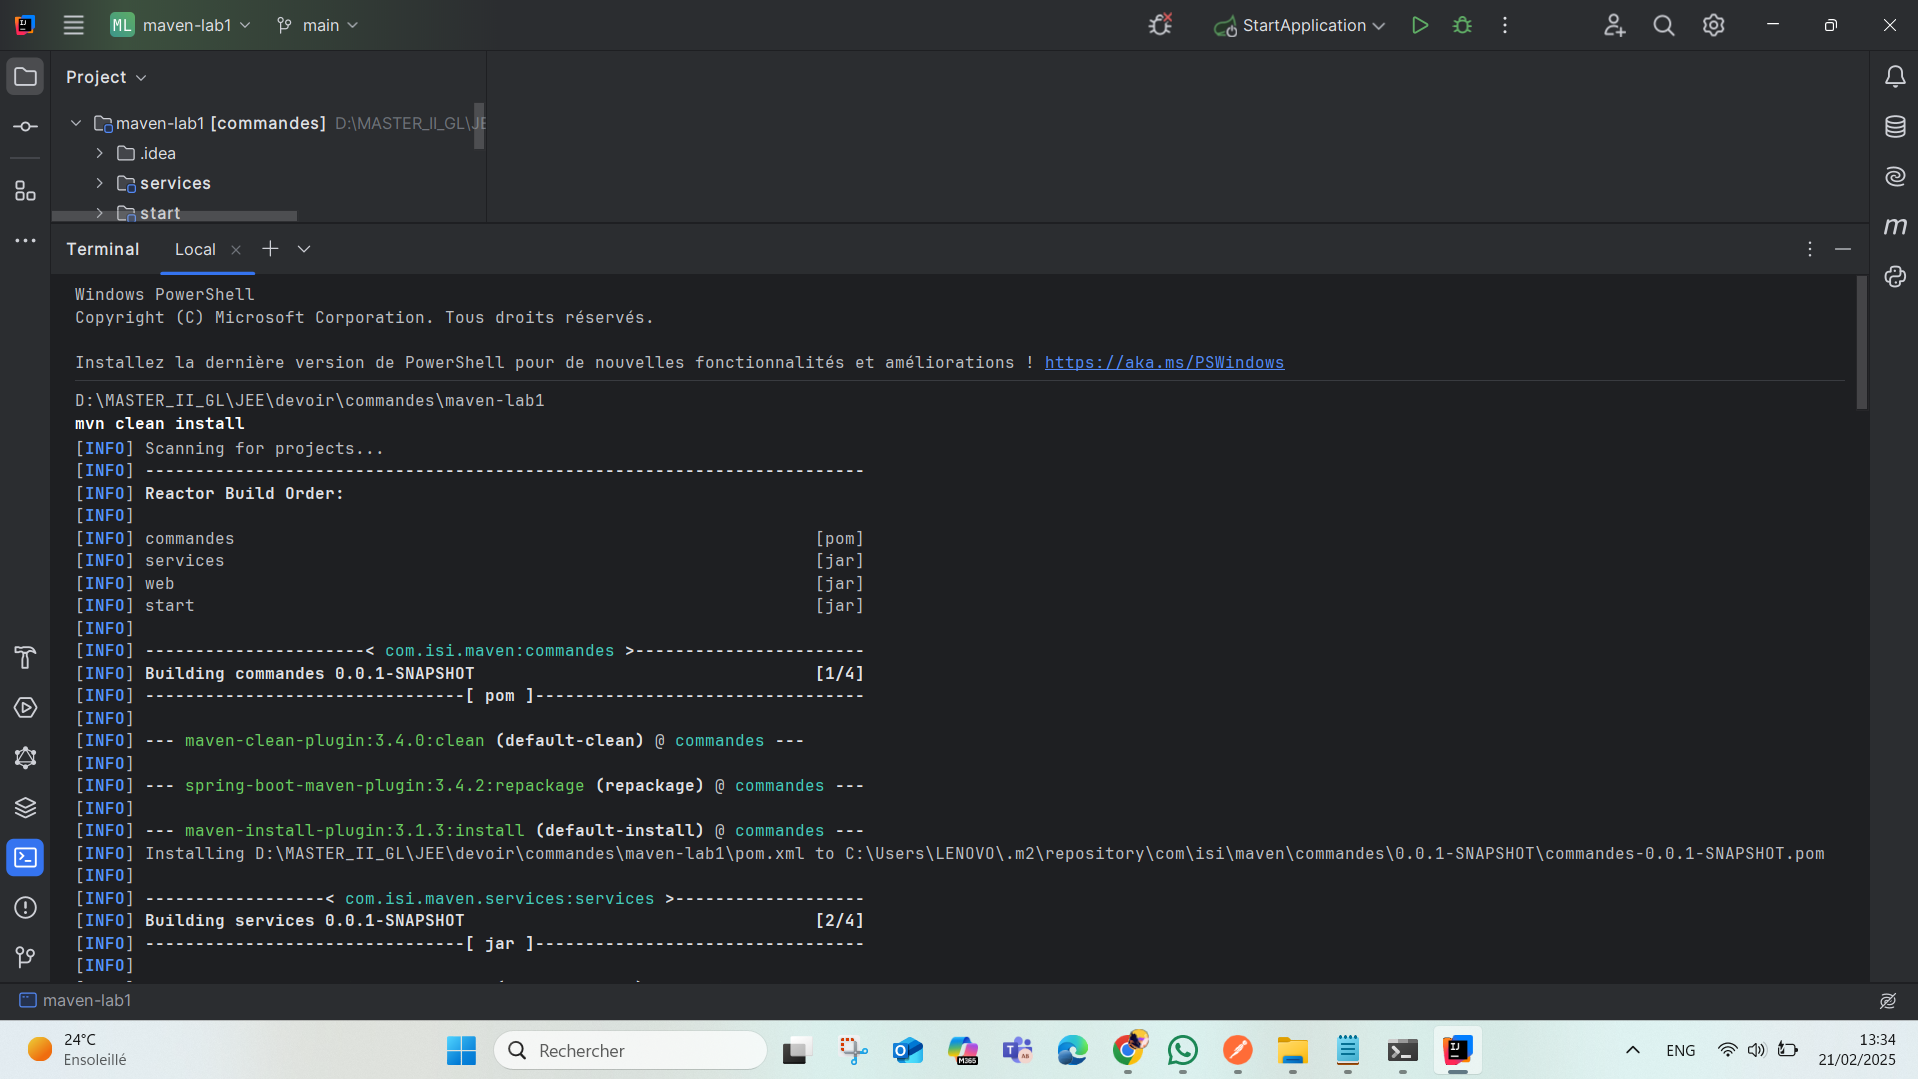 ML maven-lab1 main StartApplication
Project
maven-lab1 [commandes] D:\MASTER_II_GL\JE
.idea
services
start
Terminal Local
Windows PowerShell
Copyright (C) Microsoft Corporation. Tous droits réservés.
Installez la dernière version de PowerShell pour de nouvelles fonctionnalités et améliorations ! https://aka.ms/PSWindows
D:\MASTER_II_GL\JEE\devoir\commandes\maven-lab1
mvn clean install
[INFO] Scanning for projects...
[INFO] ------------------------------------------------------------------------
[INFO] Reactor Build Order:
[INFO]
[INFO] commandes [pom]
[INFO] services [jar]
[INFO] web [jar]
[INFO] start [jar]
[INFO]
[INFO] ----------------------< com.isi.maven:commandes >-----------------------
[INFO] Building commandes 0.0.1-SNAPSHOT [1/4]
[INFO] --------------------------------[ pom ]---------------------------------
[INFO]
[INFO] --- maven-clean-plugin:3.4.0:clean (default-clean) @ commandes ---
[INFO]
[INFO] --- spring-boot-maven-plugin:3.4.2:repackage (repackage) @ commandes ---
[INFO]
[INFO] --- maven-install-plugin:3.1.3:install (default-install) @ commandes ---
[INFO] Installing D:\MASTER_II_GL\JEE\devoir\commandes\maven-lab1\pom.xml to C:\Users\LENOVO\.m2\repository\com\isi\maven\commandes\0.0.1-SNAPSHOT\commandes-0.0.1-SNAPSHOT.pom
[INFO]
[INFO] ------------------< com.isi.maven.services:services >-------------------
[INFO] Building services 0.0.1-SNAPSHOT [2/4]
[INFO] --------------------------------[ jar ]---------------------------------
[INFO]
maven-lab1
24°C
Ensoleillé
Rechercher
ENG
13:34
21/02/2025